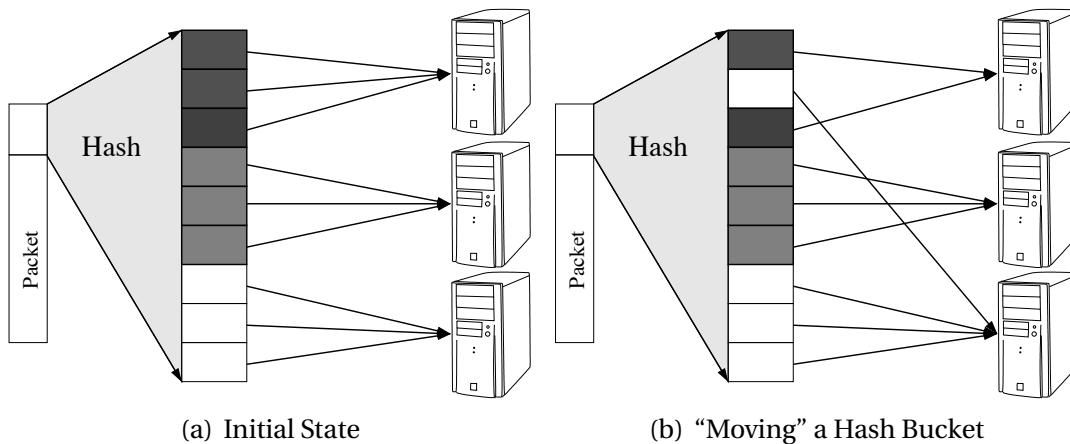 Hash
Packet
Hash
Packet
(a) Initial State
(b) “Moving” a Hash Bucket